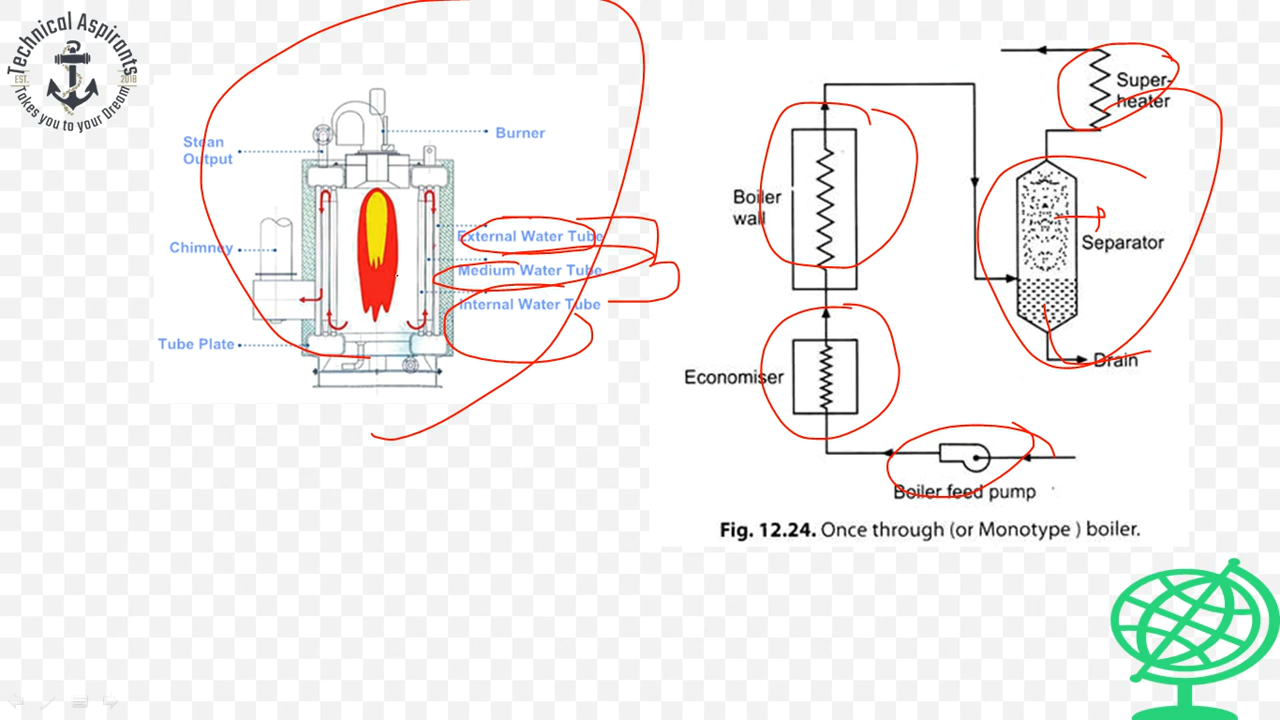 Technical Aspirants
EST.
2018
Takes you to your Dream
Stean
Output
Burner
Chimney
External Water Tube
Medium Water Tube
Internal Water Tube
Tube Plate
Super-
heater
Boiler
wall
Separator
Economiser
Drain
Boiler feed pump
Fig. 12.24. Once through (or Monotype ) boiler.